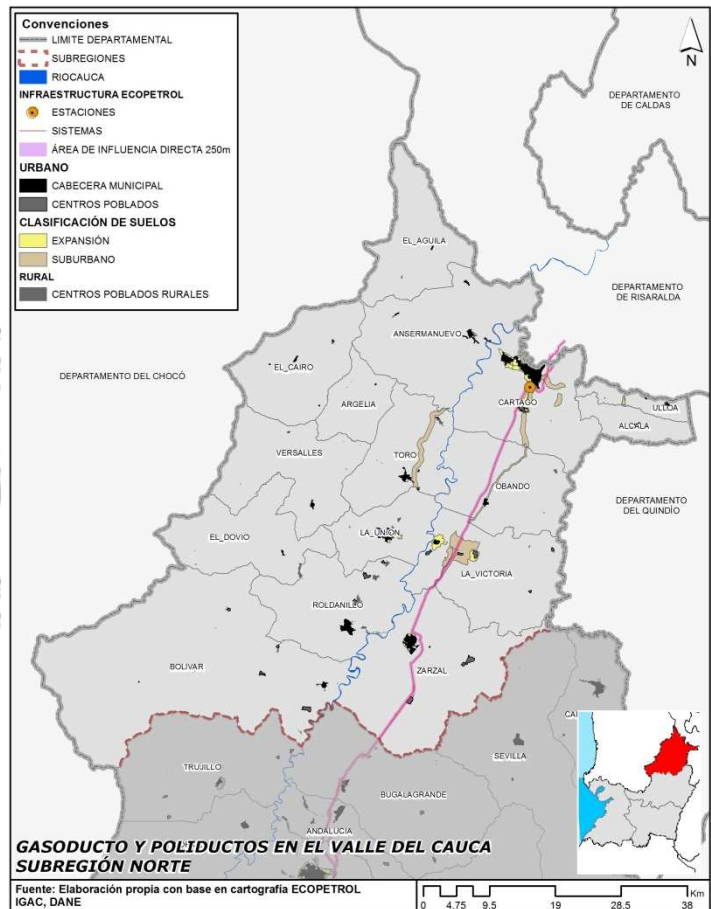 Convenciones
LIMITE DEPARTAMENTAL
SUBREGIONES
RIOCAUCA
INFRAESTRUCTURA ECOPETROL
ESTACIONES
SISTEMAS
ÁREA DE INFLUENCIA DIRECTA 250m
URBANO
CABECERA MUNICIPAL
CENTROS POBLADOS
CLASIFICACIÓN DE SUELOS
EXPANSIÓN
SUBURBANO
RURAL
CENTROS POBLADOS RURALES
N
DEPARTAMENTO
DE CALDAS
EL_AGUILA
DEPARTAMENTO
DE RISARALDA
ANSERMANUEVO
EL_CAIRO
DEPARTAMENTO DEL CHOCÓ
ARGELIA
CARTAGO
ULLOA
ALCALA
VERSALLES
TORO
OBANDO
DEPARTAMENTO
DEL QUINDÍO
EL_DOVIO
LA_UNION
LA_VICTORIA
ROLDANILLO
BOLIVAR
ZARZAL
SEVILLA
TRUJILLO
BUGALAGRANDE
ANDALUCIA
GASODUCTO Y POLIDUCTOS EN EL VALLE DEL CAUCA
SUBREGIÓN NORTE
Fuente: Elaboración propia con base en cartografía ECOPETROL
IGAC, DANE
Km
0 4.75 9.5 19 28.5 38